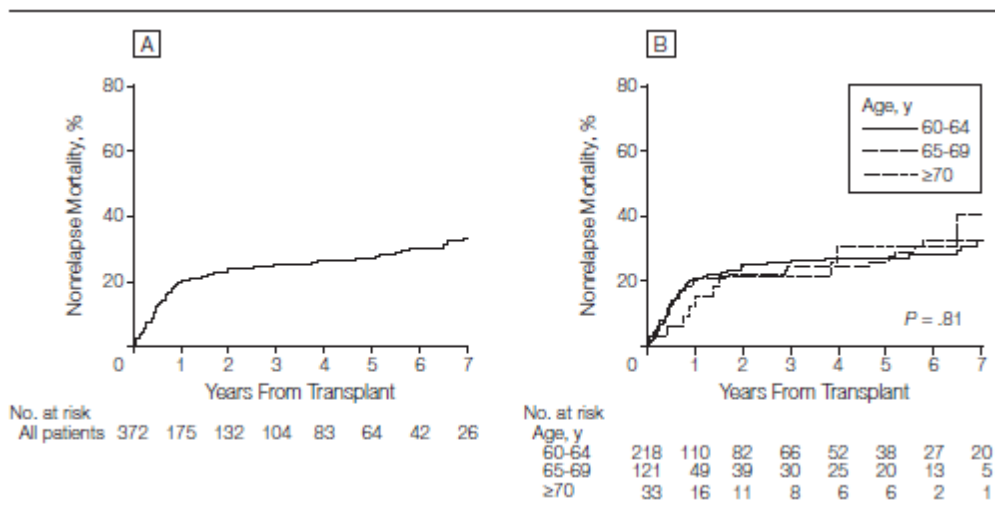 A
80
60
40
20
0
1 2 3 4 5 6 7
Nonrelapse Mortality, %
Years From Transplant
No. at risk
All patients 372 175 132 104 83 64 42 26
B
80
60
40
20
0
1 2 3 4 5 6 7
Nonrelapse Mortality, %
Age, y
60-64
65-69
≥70
P = .81
Years From Transplant
No. at risk
Age, y
60-64 218 110 82 66 52 38 27 20
65-69 121 49 39 30 25 20 13 5
≥70 33 16 11 8 6 6 2 1